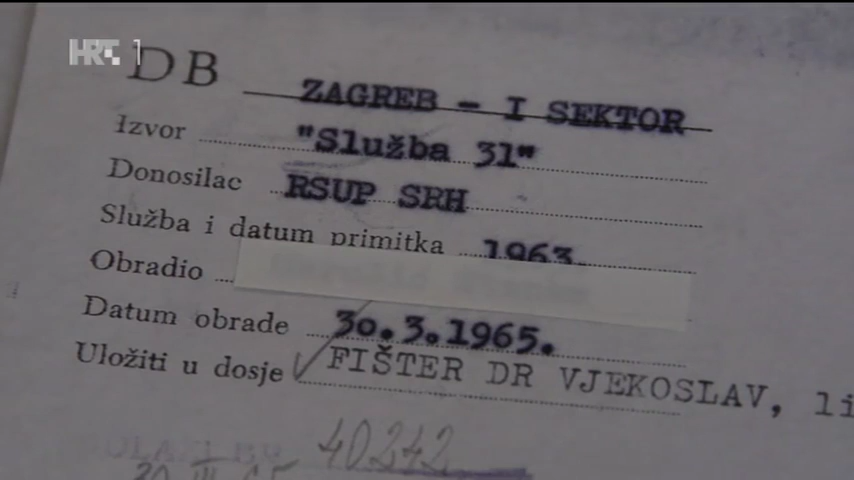 HRT 1
DB ZAGREB - I SEKTOR
Izvor "Služba 31"
Donosilac RSUP SRH
Služba i datum primitka 1963.
Obradio
Datum obrade 30.3.1965.
Uložiti u dosje FIŠTER DR VJEKOSLAV, li
40242